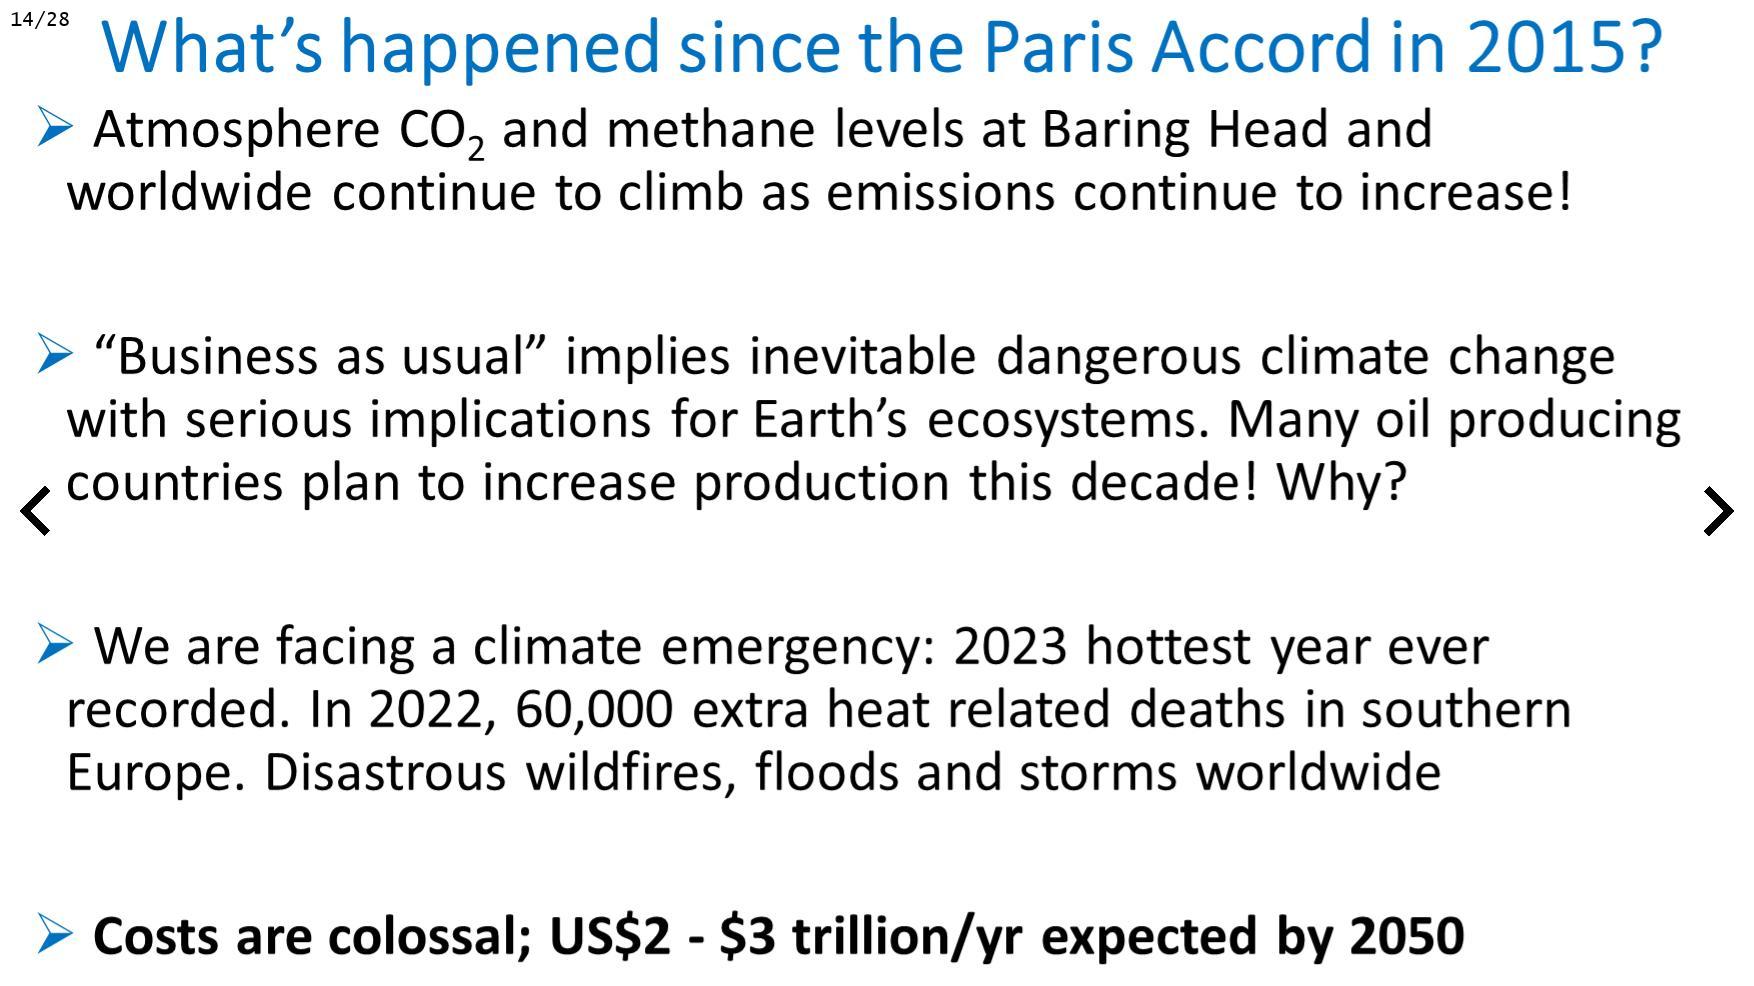 14/28
What’s happened since the Paris Accord in 2015?
➢ Atmosphere CO₂ and methane levels at Baring Head and
worldwide continue to climb as emissions continue to increase!
➢ “Business as usual” implies inevitable dangerous climate change
with serious implications for Earth’s ecosystems. Many oil producing
countries plan to increase production this decade! Why?
➢ We are facing a climate emergency: 2023 hottest year ever
recorded. In 2022, 60,000 extra heat related deaths in southern
Europe. Disastrous wildfires, floods and storms worldwide
➢ Costs are colossal; US$2 - $3 trillion/yr expected by 2050